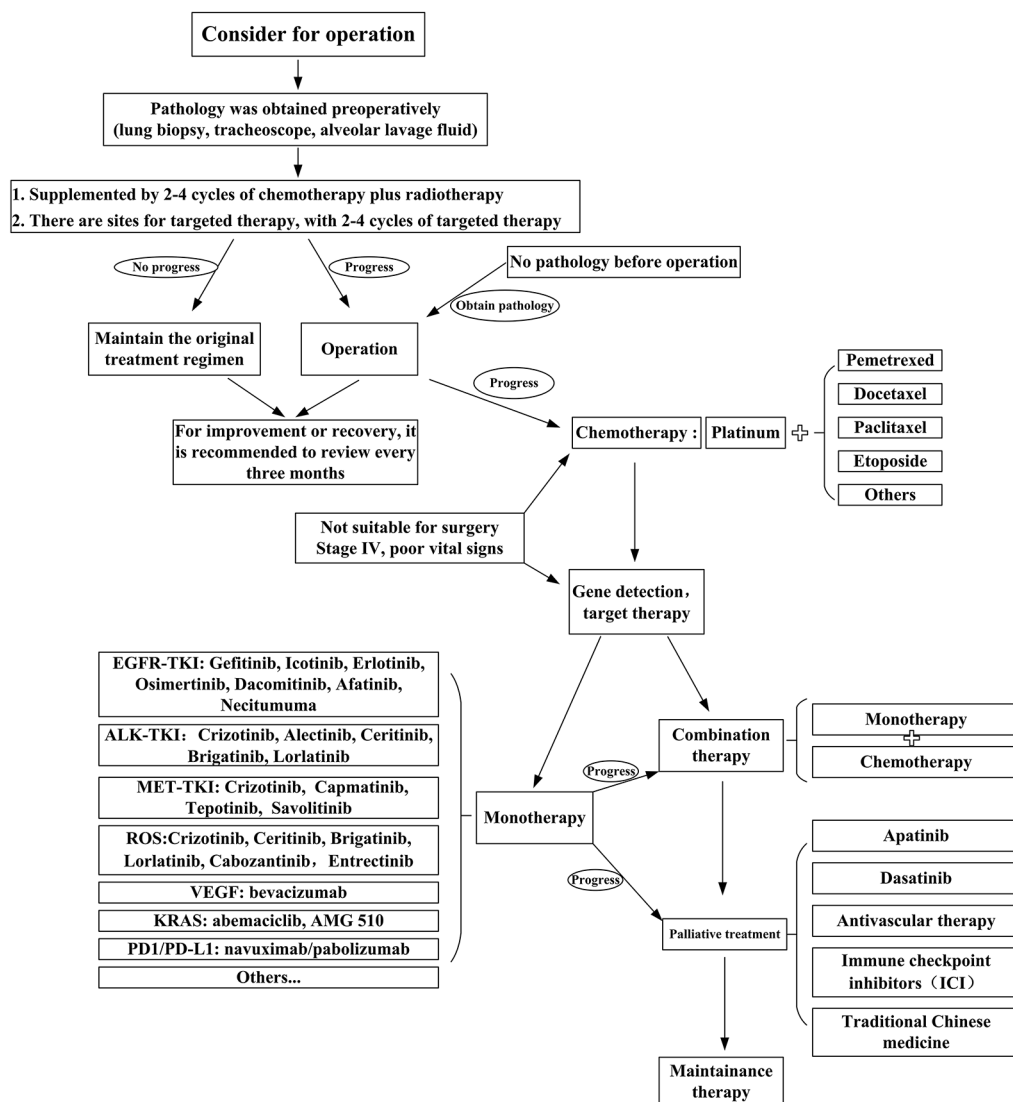 Consider for operation
Pathology was obtained preoperatively
(lung biopsy, tracheoscope, alveolar lavage fluid)
1. Supplemented by 2-4 cycles of chemotherapy plus radiotherapy
2. There are sites for targeted therapy, with 2-4 cycles of targeted therapy
No progress
Progress
No pathology before operation
Obtain pathology
Maintain the original
treatment regimen
Operation
Progress
For improvement or recovery, it
is recommended to review every
three months
Chemotherapy :
Platinum
Pemetrexed
Docetaxel
Paclitaxel
Etoposide
Others
Not suitable for surgery
Stage IV, poor vital signs
Gene detection,
target therapy
EGFR-TKI: Gefitinib, Icotinib, Erlotinib,
Osimertinib, Dacomitinib, Afatinib,
Necitumuma
ALK-TKI: Crizotinib, Alectinib, Ceritinib,
Brigatinib, Lorlatinib
MET-TKI: Crizotinib, Capmatinib,
Tepotinib, Savolitinib
ROS:Crizotinib, Ceritinib, Brigatinib,
Lorlatinib, Cabozantinib, Entrectinib
VEGF: bevacizumab
KRAS: abemaciclib, AMG 510
PD1/PD-L1: navuximab/pabolizumab
Others...
Monotherapy
Progress
Progress
Combination
therapy
Monotherapy
Chemotherapy
Palliative treatment
Apatinib
Dasatinib
Antivascular therapy
Immune checkpoint
inhibitors（ICI）
Traditional Chinese
medicine
Maintainance
therapy